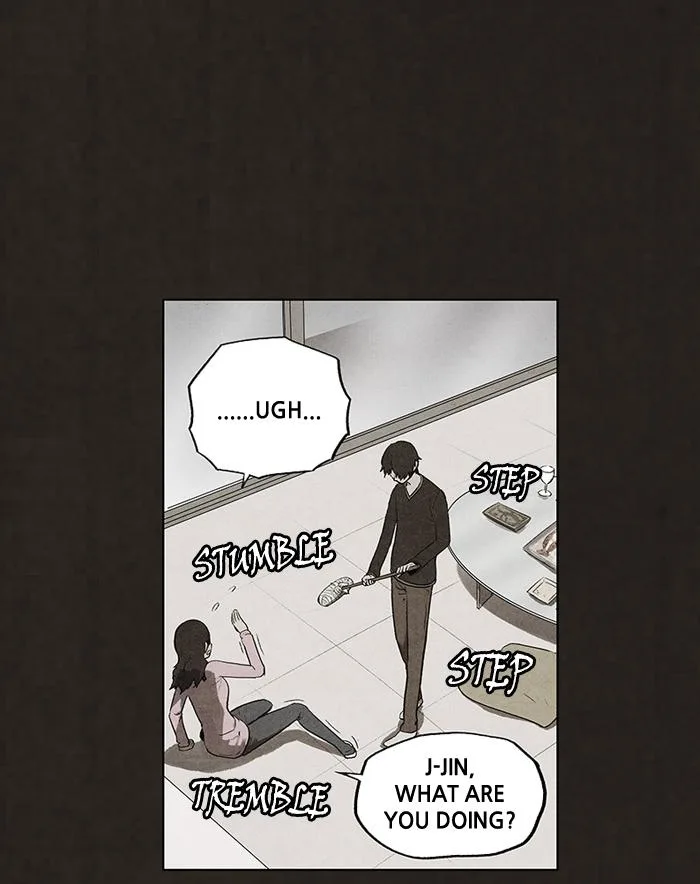 ......UGH...
STEP
STUMBLE
STEP
TREMBLE
J-JIN,
WHAT ARE
YOU DOING?